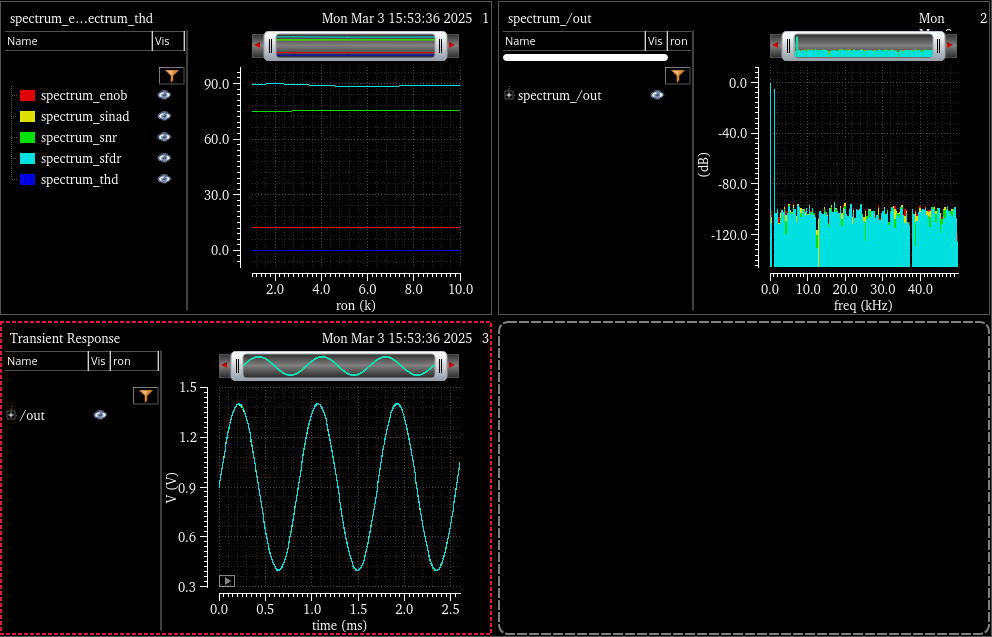 spectrum_e...ectrum_thd
Mon Mar 3 15:53:36 2025 1
Name Vis
spectrum_enob
spectrum_sinad
spectrum_snr
spectrum_sfdr
spectrum_thd
90.0
60.0
30.0
0.0
2.0 4.0 6.0 8.0 10.0
ron (k)
spectrum_/out
Mon 2
Name Vis ron
spectrum_/out
(dB)
0.0
-40.0
-80.0
-120.0
0.0 10.0 20.0 30.0 40.0
freq (kHz)
Transient Response
Mon Mar 3 15:53:36 2025 3
Name Vis ron
/out
V (V)
1.5
1.2
0.9
0.6
0.3
0.0 0.5 1.0 1.5 2.0 2.5
time (ms)